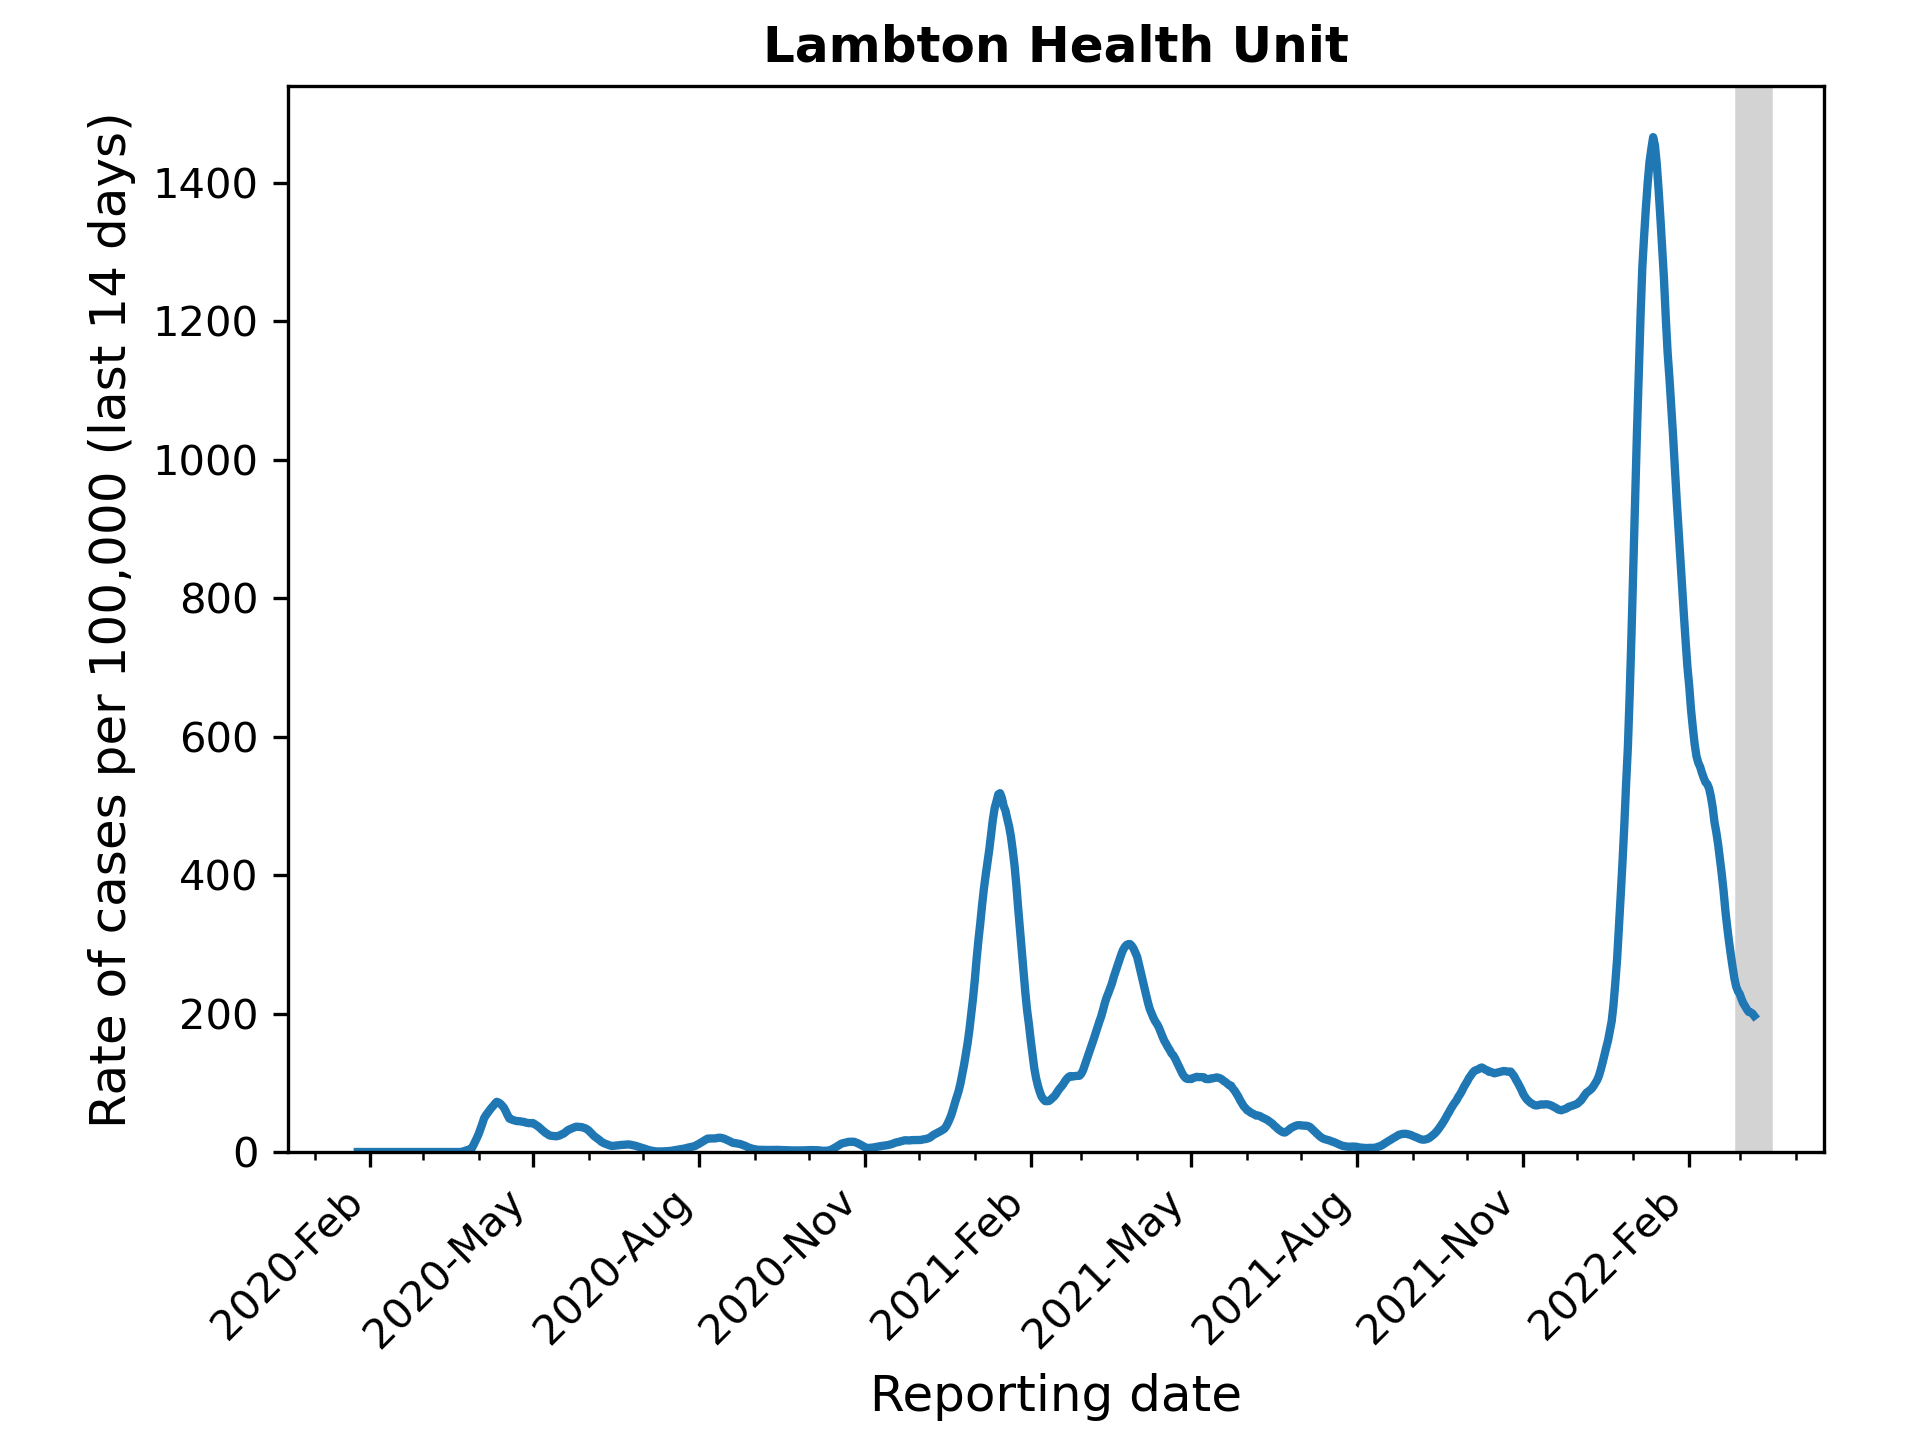 Lambton Health Unit
Rate of cases per 100,000 (last 14 days)
1400
1200
1000
800
600
400
200
0
2020-Feb
2020-May
2020-Aug
2020-Nov
2021-Feb
2021-May
2021-Aug
2021-Nov
2022-Feb
Reporting date